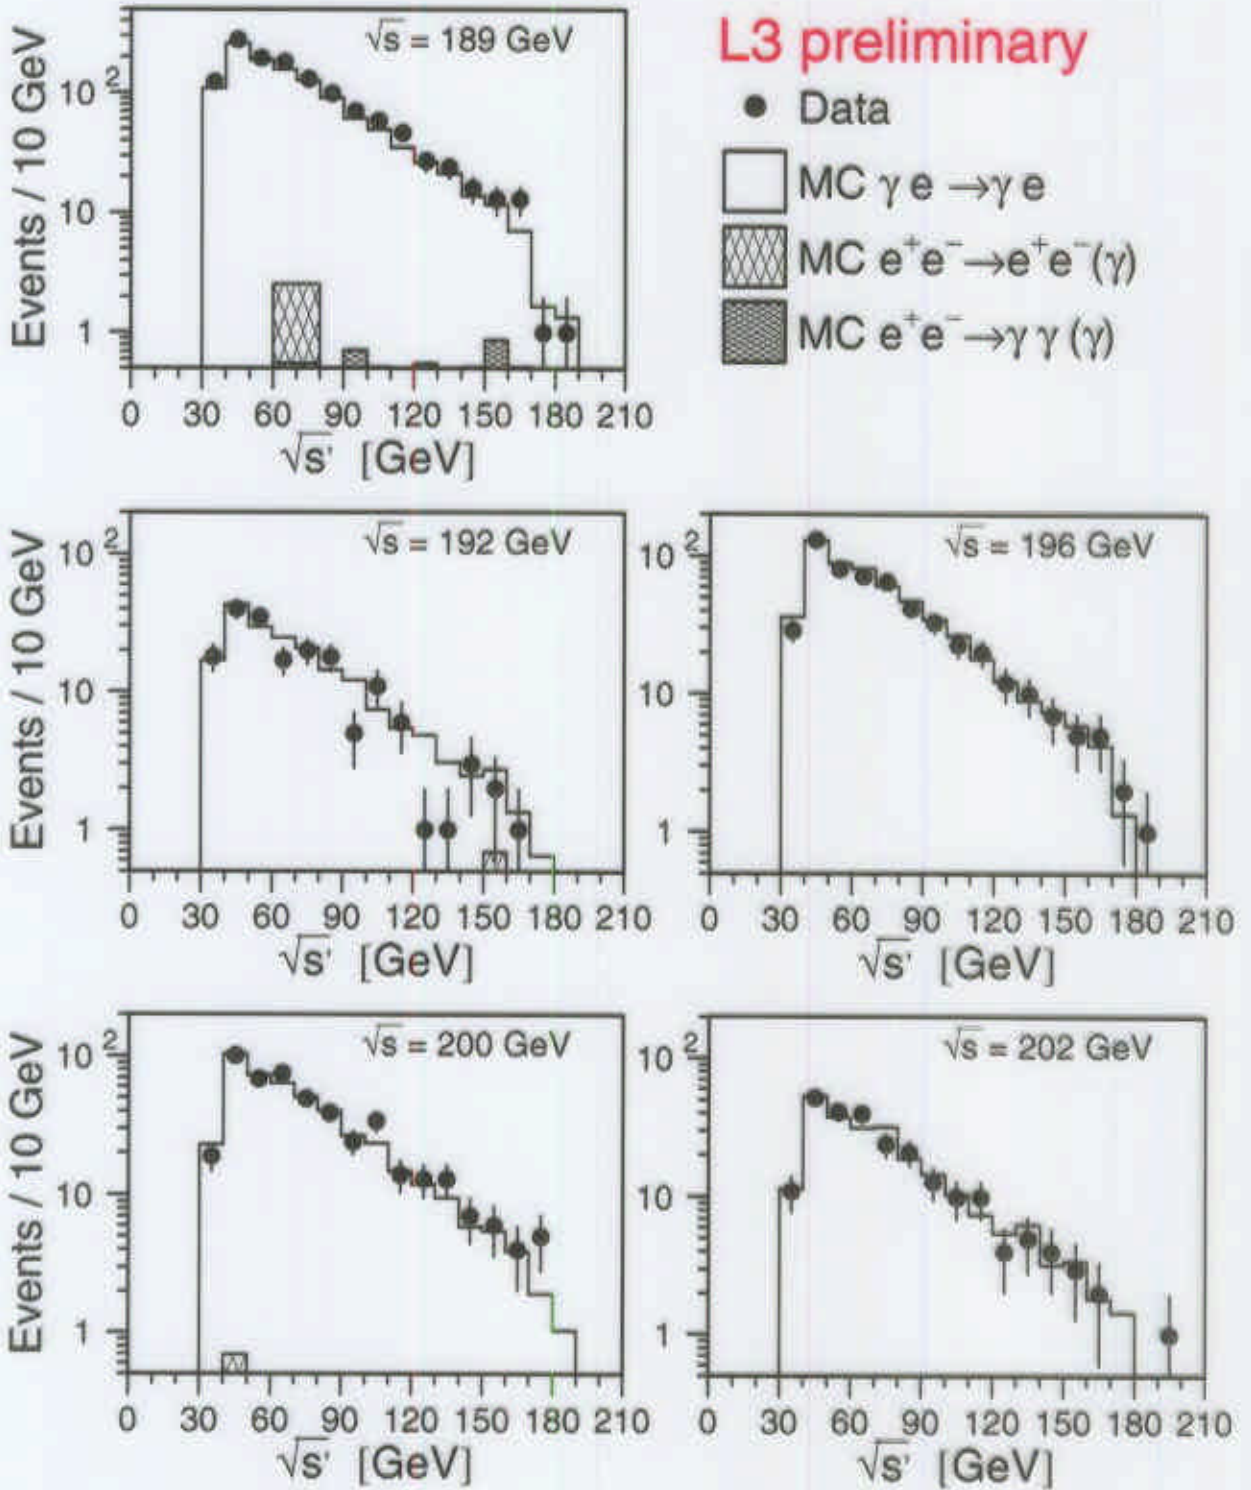 √s = 189 GeV
Events / 10 GeV
10²
10
1
0 30 60 90 120 150 180 210
√s' [GeV]
L3 preliminary
Data
MC γ e →γ e
MC e⁺e⁻→e⁺e⁻(γ)
MC e⁺e⁻→γ γ (γ)
√s = 192 GeV
Events / 10 GeV
10²
10
1
0 30 60 90 120 150 180 210
√s' [GeV]
√s = 196 GeV
10²
10
1
0 30 60 90 120 150 180 210
√s' [GeV]
√s = 200 GeV
Events / 10 GeV
10²
10
1
0 30 60 90 120 150 180 210
√s' [GeV]
√s = 202 GeV
10²
10
1
0 30 60 90 120 150 180 210
√s' [GeV]